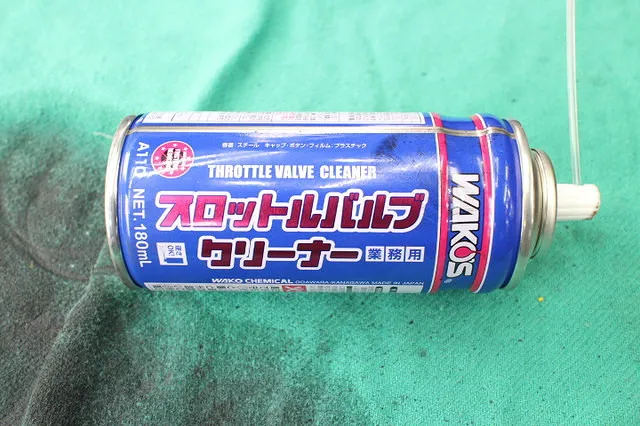 容器：スチール キャップ・ボタン・フィルム：プラスチック
THROTTLE VALVE CLEANER
スロットルバルブ
クリーナー 業務用
A110 NET.180mL
WAKO CHEMICAL ODAWARA-KANAGAWA MADE IN JAPAN
WAKO'S